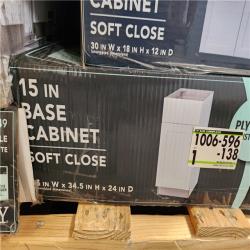 CABINET
SOFT CLOSE
30 IN W x 18 IN H x 12 IN D
15 IN
BASE
CABINET
SOFT CLOSE
IN W x 34.5 IN H x 24 IN D
PLY
1006-596
1 -138